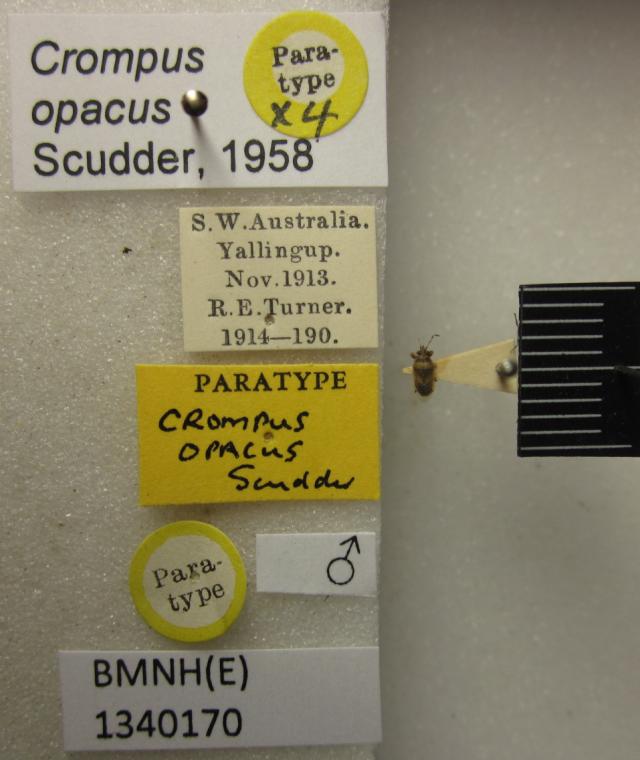 Crompus
opacus
Scudder, 1958
Para-
type
x4
S.W.Australia.
Yallingup.
Nov.1913.
R.E.Turner.
1914—190.
PARATYPE
CROMPUS
OPACUS
Scudder
Para-
type
♂
BMNH(E)
1340170